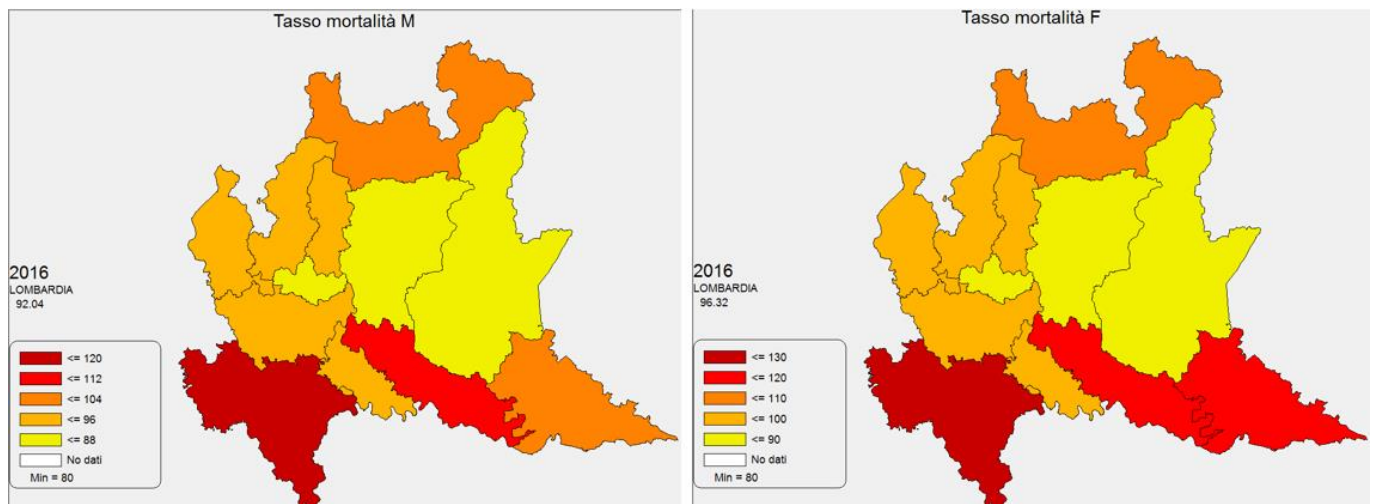 Tasso mortalità M
2016
LOMBARDIA
92.04
<= 120
<= 112
<= 104
<= 96
<= 88
No dati
Min = 80
Tasso mortalità F
2016
LOMBARDIA
96.32
<= 130
<= 120
<= 110
<= 100
<= 90
No dati
Min = 80